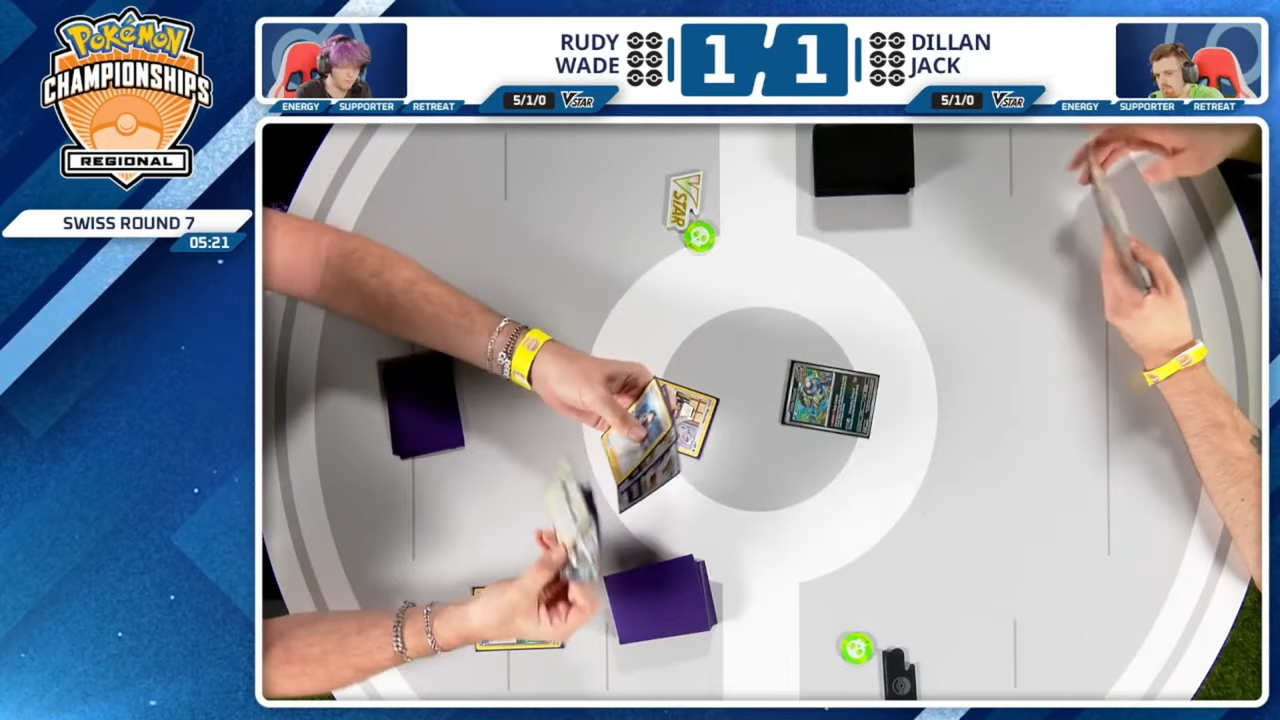 POKÉMON
CHAMPIONSHIPS
REGIONAL
SWISS ROUND 7
05:21
RUDY
WADE
1 1
DILLAN
JACK
ENERGY SUPPORTER RETREAT
5/1/0 VSTAR
5/1/0 VSTAR
ENERGY SUPPORTER RETREAT
VSTAR